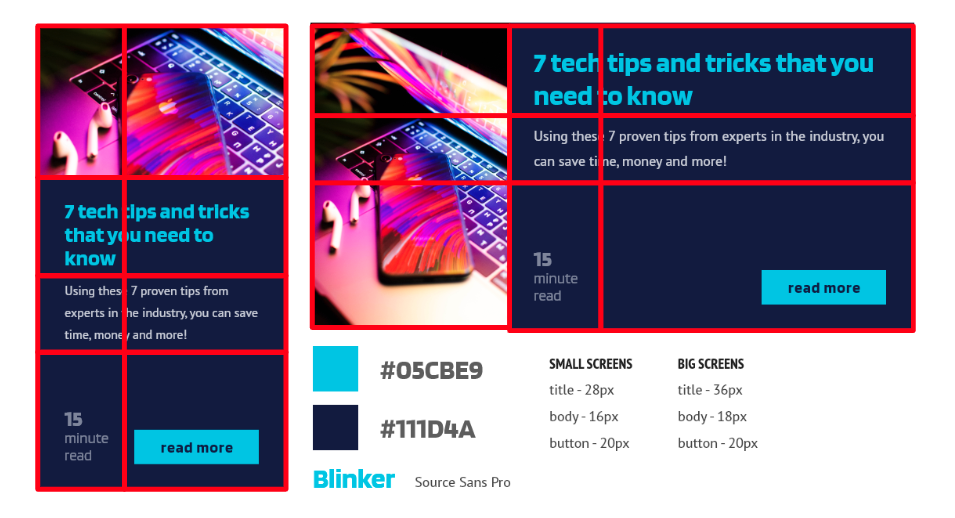 7 tech tips and tricks
that you need to
know
Using these 7 proven tips from
experts in the industry, you can save
time, money and more!
15
minute
read
read more
7 tech tips and tricks that you
need to know
Using these 7 proven tips from experts in the industry, you
can save time, money and more!
15
minute
read
read more
#05CBE9
#111D4A
Blinker
Source Sans Pro
SMALL SCREENS
title - 28px
body - 16px
button - 20px
BIG SCREENS
title - 36px
body - 18px
button - 20px